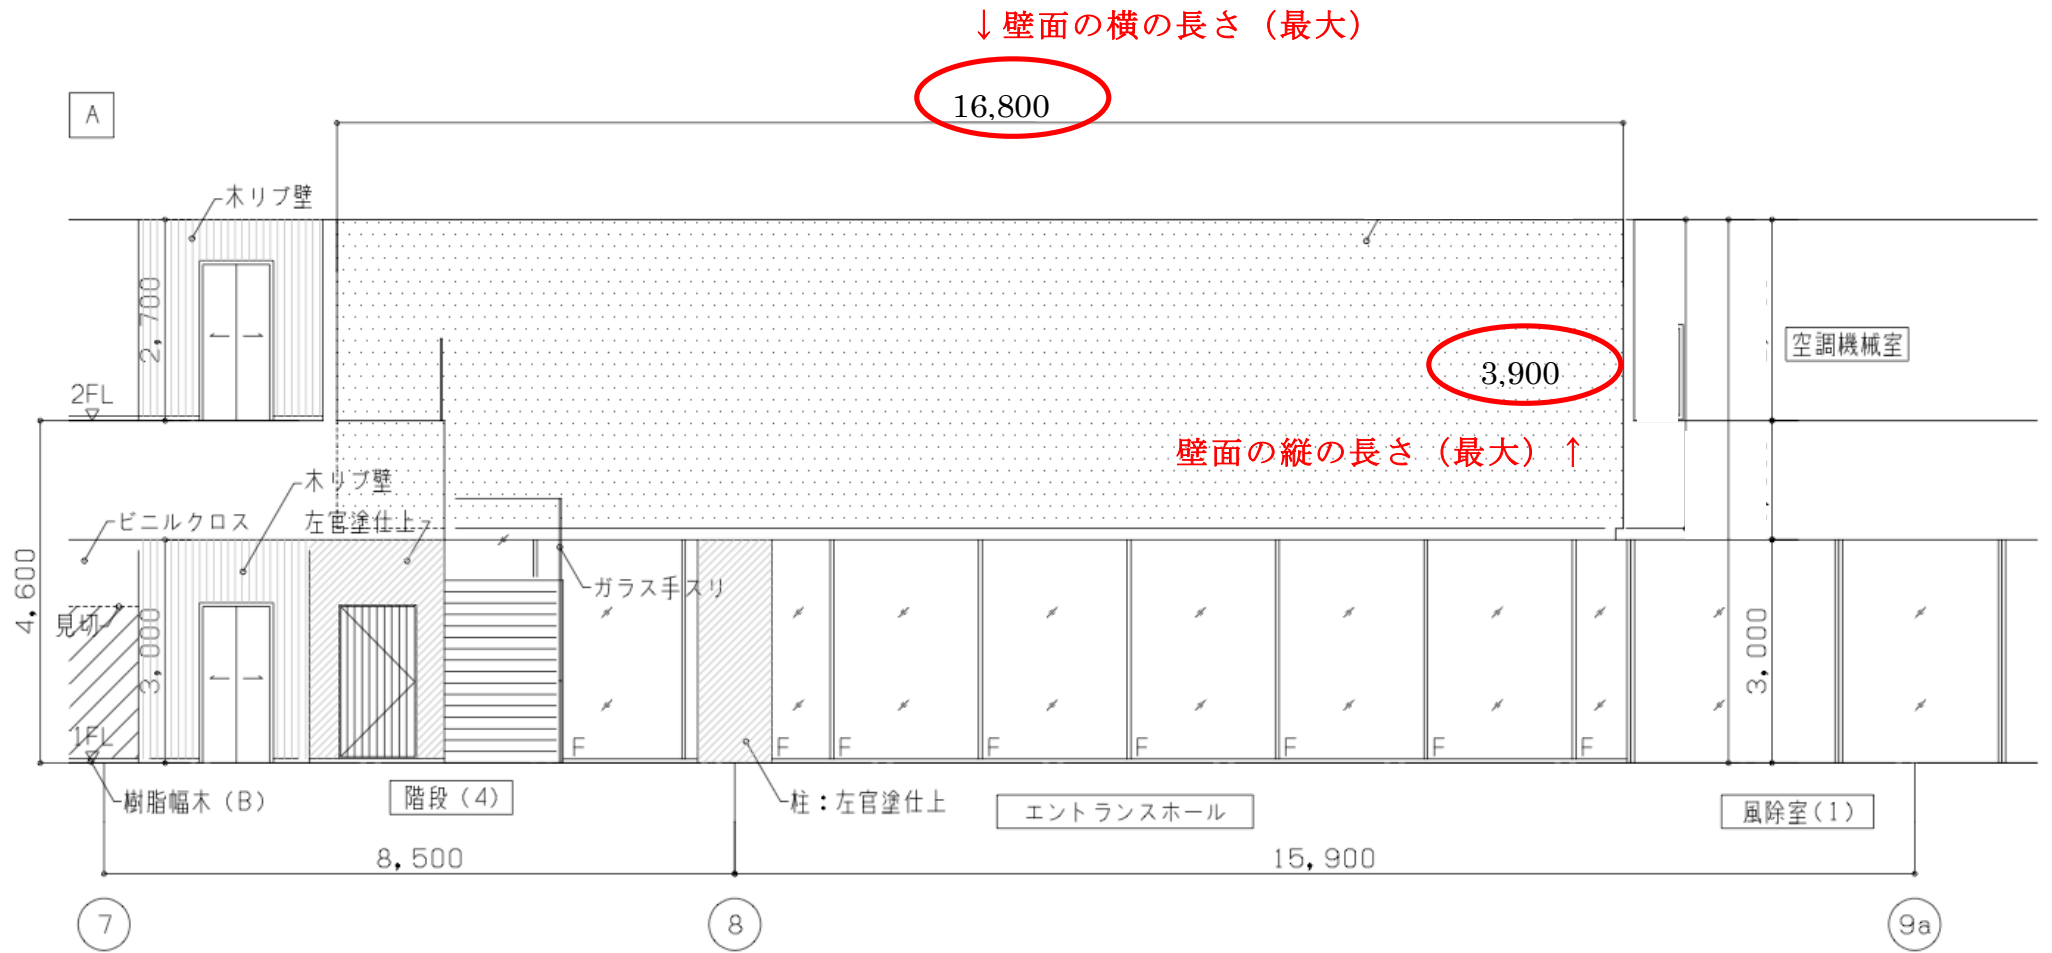 ↓壁面の横の長さ（最大）
16,800
A
木リブ壁
2,700
3,900
空調機械室
2FL
壁面の縦の長さ（最大）↑
木リブ壁
ビニルクロス
左官塗仕上
4,600
ガラス手スリ
見切
3,000
3,000
1FL
F
F
F
F
F
F
F
F
樹脂幅木（B）
階段（4）
柱：左官塗仕上
エントランスホール
風除室（1）
8,500
15,900
7
8
9a